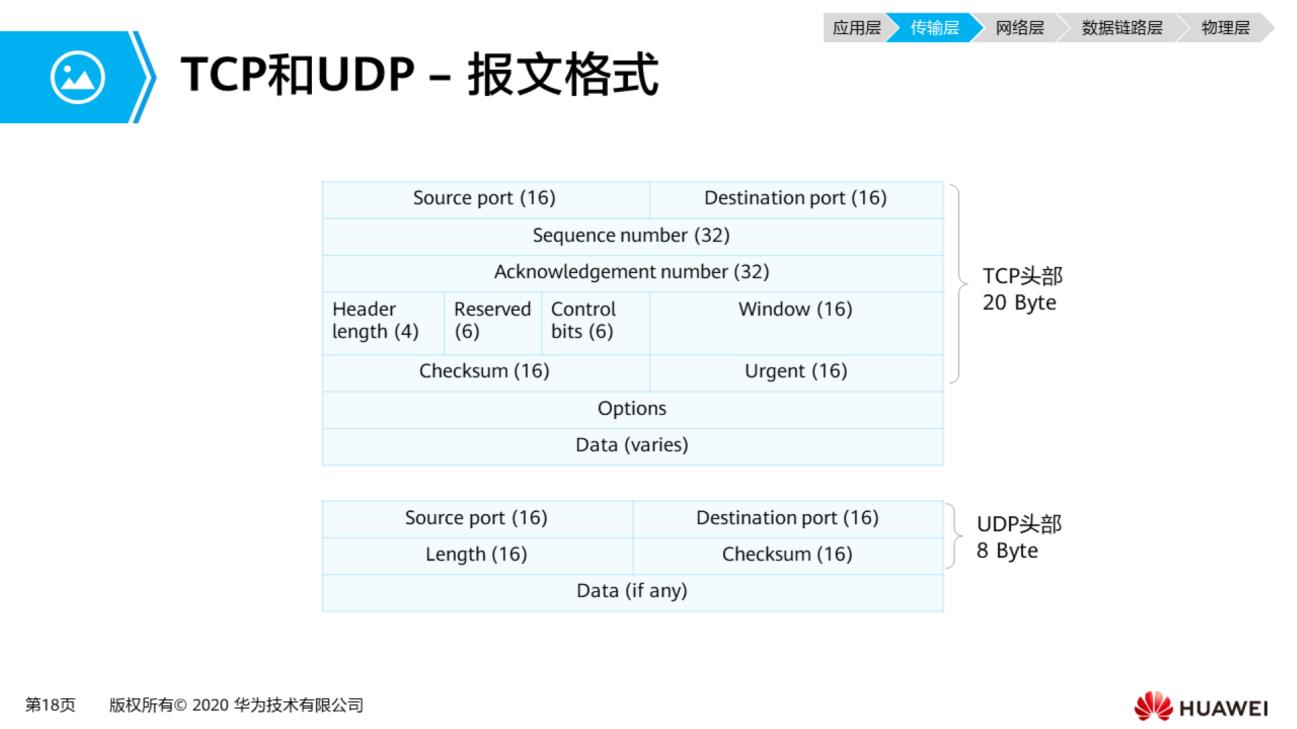 应用层
传输层
网络层
数据链路层
物理层
TCP和UDP – 报文格式
Source port (16)
Destination port (16)
Sequence number (32)
Acknowledgement number (32)
Header
length (4)
Reserved
(6)
Control
bits (6)
Window (16)
Checksum (16)
Urgent (16)
Options
Data (varies)
TCP头部
20 Byte
Source port (16)
Destination port (16)
Length (16)
Checksum (16)
Data (if any)
UDP头部
8 Byte
第18页
版权所有© 2020 华为技术有限公司
HUAWEI